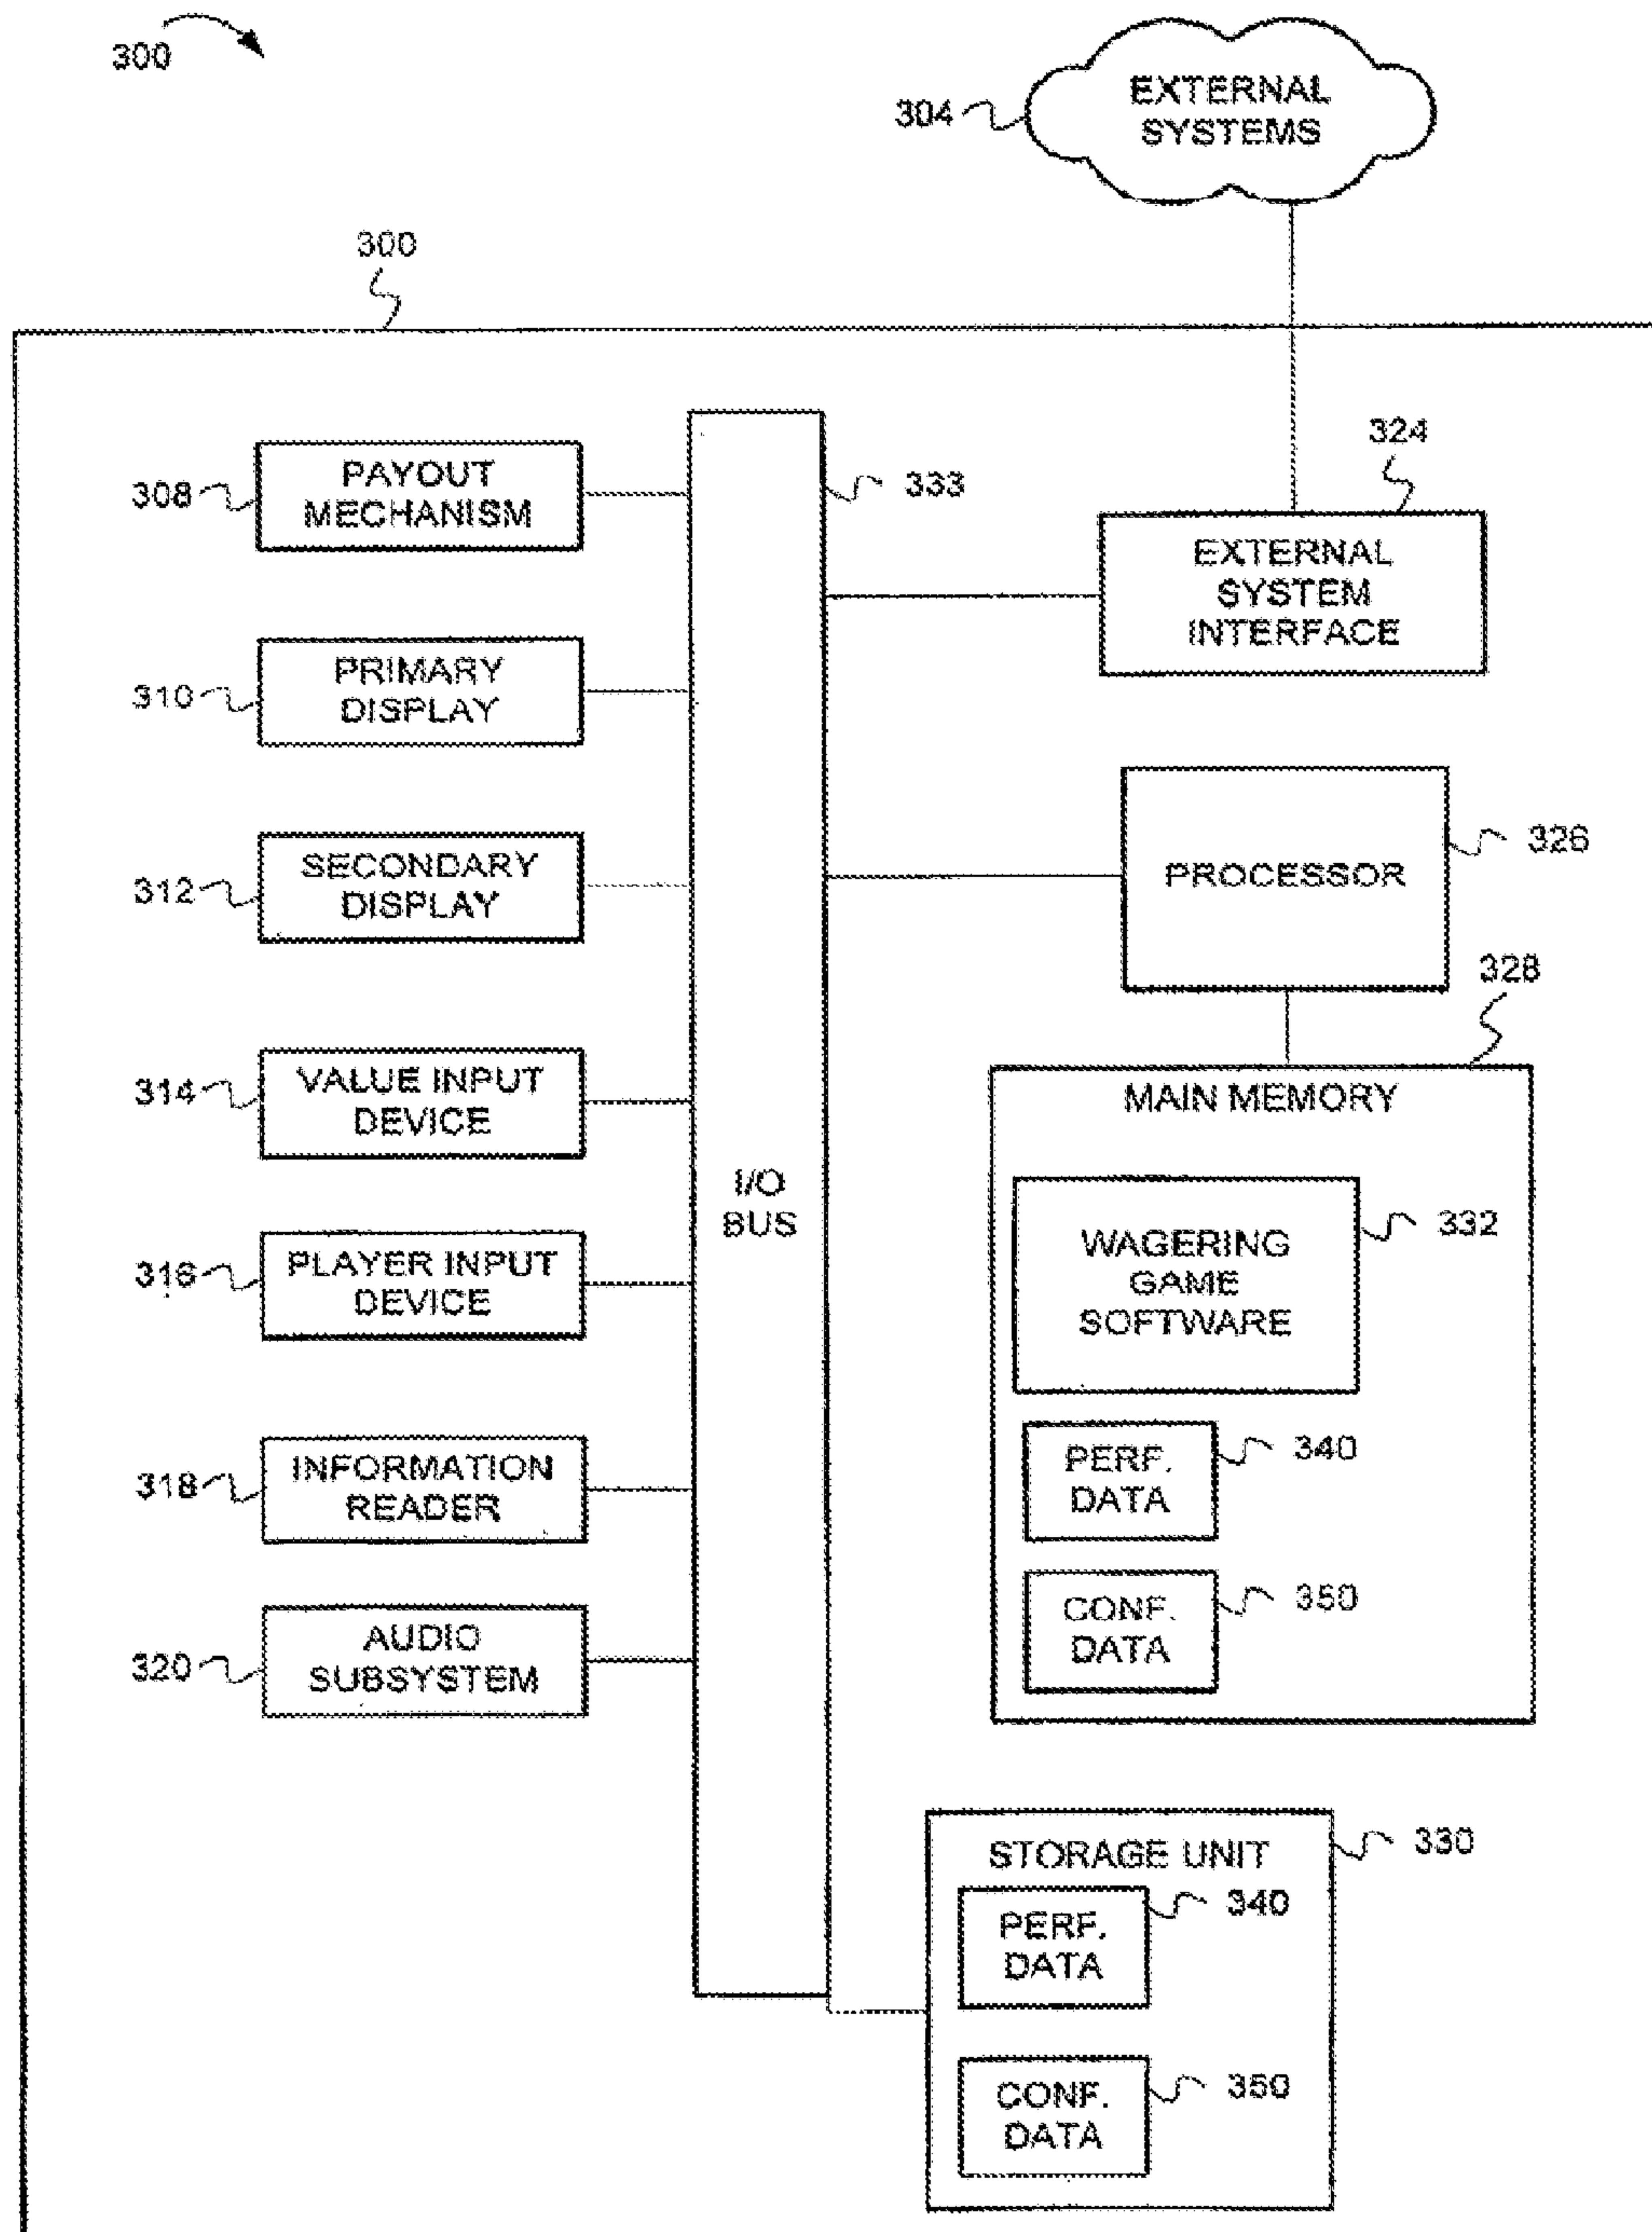 300
304
EXTERNAL
SYSTEMS
300
308
PAYOUT
MECHANISM
333
324
EXTERNAL
SYSTEM
INTERFACE
310
PRIMARY
DISPLAY
312
SECONDARY
DISPLAY
PROCESSOR
326
328
314
VALUE INPUT
DEVICE
MAIN MEMORY
I/O
BUS
WAGERING
GAME
SOFTWARE
332
316
PLAYER INPUT
DEVICE
318
INFORMATION
READER
PERF.
DATA
340
320
AUDIO
SUBSYSTEM
CONF.
DATA
350
STORAGE UNIT
330
PERF.
DATA
340
CONF.
DATA
350